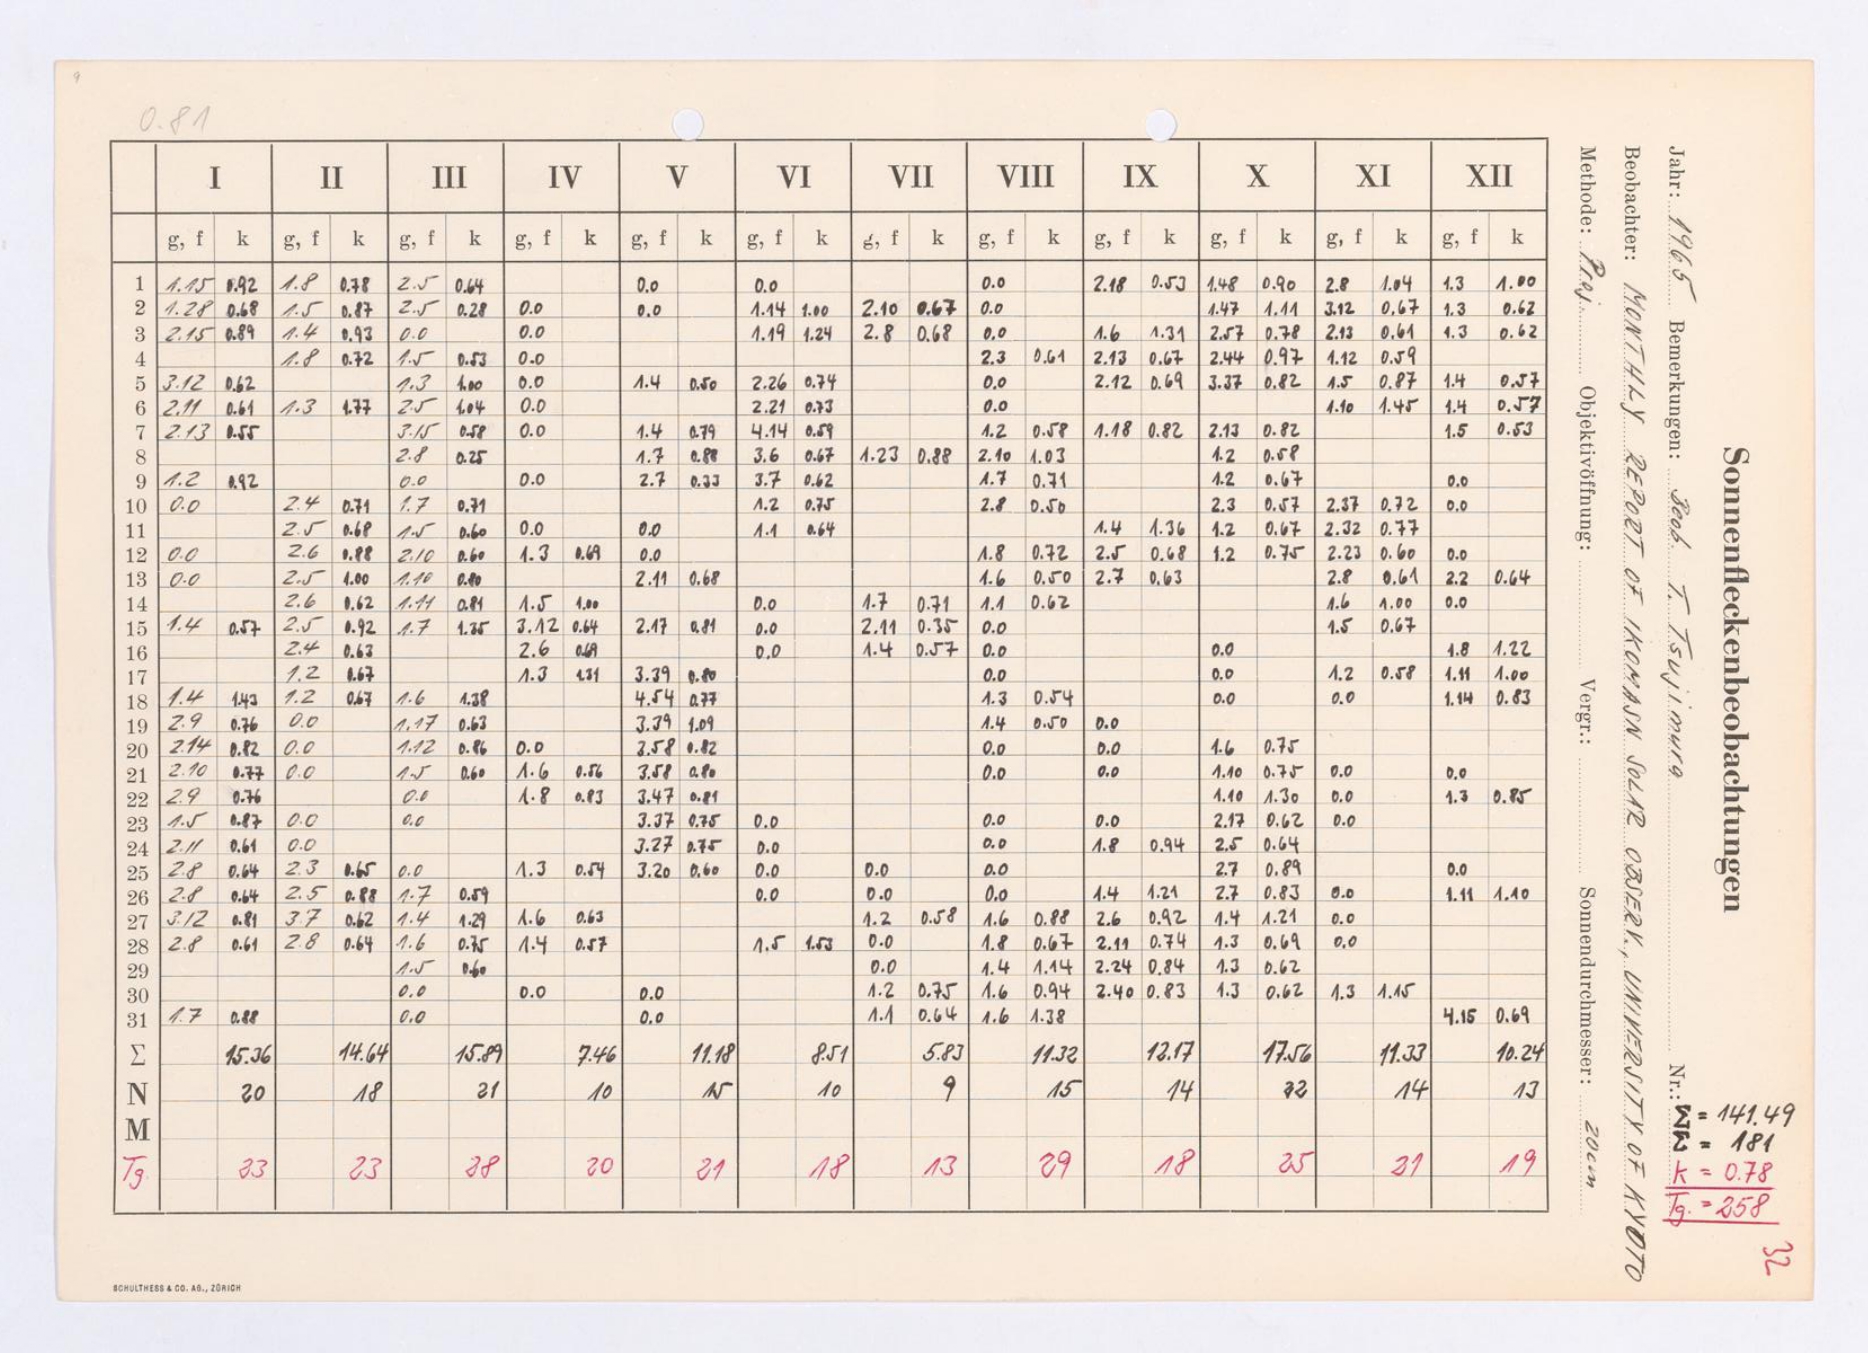 9
0.81
I II III IV V VI VII VIII IX X XI XII
g, f k g, f k g, f k g, f k g, f k g, f k g, f k g, f k g, f k g, f k g, f k g, f k
1 1.15 0.92 1.8 0.78 2.5 0.64 0.0 0.0 0.0 2.18 0.53 1.48 0.90 2.8 1.04 1.3 1.00
2 1.28 0.68 1.5 0.87 2.5 0.28 0.0 0.0 1.14 1.00 2.10 0.67 0.0 1.47 1.11 3.12 0.67 1.3 0.62
3 2.15 0.89 1.4 0.93 0.0 0.0 1.19 1.24 2.8 0.68 0.0 1.6 1.31 2.57 0.78 2.13 0.61 1.3 0.62
4 1.8 0.72 1.5 0.53 0.0 2.3 0.61 2.13 0.67 2.44 0.97 1.12 0.59
5 3.12 0.62 1.3 1.00 0.0 1.4 0.50 2.26 0.74 0.0 2.12 0.69 3.37 0.82 1.5 0.87 1.4 0.57
6 2.11 0.61 1.3 1.77 2.5 1.04 0.0 2.21 0.73 0.0 1.10 1.45 1.4 0.57
7 2.13 0.55 3.15 0.58 0.0 1.4 0.79 4.14 0.59 1.2 0.58 1.18 0.82 2.13 0.82 1.5 0.53
8 2.8 0.25 1.7 0.88 3.6 0.67 1.23 0.88 2.10 1.03 1.2 0.58
9 1.2 0.92 0.0 0.0 2.7 0.33 3.7 0.62 1.7 0.71 1.2 0.67 0.0
10 0.0 2.4 0.71 1.7 0.71 1.2 0.75 2.8 0.50 2.3 0.57 2.37 0.72 0.0
11 2.5 0.68 1.5 0.60 0.0 0.0 1.1 0.64 1.4 1.36 1.2 0.67 2.32 0.77
12 0.0 2.6 0.88 2.10 0.60 1.3 0.69 0.0 1.8 0.72 2.5 0.68 1.2 0.75 2.23 0.60 0.0
13 0.0 2.5 1.00 1.10 0.80 2.11 0.68 1.6 0.50 2.7 0.63 2.8 0.61 2.2 0.64
14 2.6 0.62 1.11 0.81 1.5 1.00 0.0 1.7 0.71 1.1 0.62 1.6 1.00 0.0
15 1.4 0.57 2.5 0.92 1.7 1.35 3.12 0.64 2.17 0.81 0.0 2.11 0.35 0.0 1.5 0.67
16 2.4 0.63 2.6 0.69 0.0 1.4 0.57 0.0 0.0 1.8 1.22
17 1.2 0.67 1.3 1.31 3.39 0.80 0.0 0.0 1.2 0.58 1.11 1.00
18 1.4 1.43 1.2 0.67 1.6 1.38 4.54 0.77 1.3 0.54 0.0 0.0 1.14 0.83
19 2.9 0.76 0.0 1.17 0.63 3.39 1.09 1.4 0.50 0.0
20 2.14 0.82 0.0 1.12 0.86 0.0 3.58 0.82 0.0 0.0 1.6 0.75
21 2.10 0.77 0.0 1.5 0.60 1.6 0.56 3.58 0.80 0.0 0.0 1.10 0.75 0.0 0.0
22 2.9 0.76 0.0 1.8 0.83 3.47 0.81 1.10 1.30 0.0 1.3 0.85
23 1.5 0.87 0.0 0.0 3.37 0.75 0.0 0.0 0.0 2.17 0.62 0.0
24 2.11 0.61 0.0 3.27 0.75 0.0 0.0 1.8 0.94 2.5 0.64
25 2.8 0.64 2.3 0.65 0.0 1.3 0.54 3.20 0.60 0.0 0.0 0.0 2.7 0.89 0.0
26 2.8 0.64 2.5 0.88 1.7 0.59 0.0 0.0 0.0 1.4 1.21 2.7 0.83 0.0 1.11 1.10
27 3.12 0.81 3.7 0.62 1.4 1.29 1.6 0.63 1.2 0.58 1.6 0.88 2.6 0.92 1.4 1.21 0.0
28 2.8 0.61 2.8 0.64 1.6 0.75 1.4 0.57 1.5 1.53 0.0 1.8 0.67 2.11 0.74 1.3 0.69 0.0
29 1.5 0.60 0.0 1.4 1.14 2.24 0.84 1.3 0.62
30 0.0 0.0 0.0 1.2 0.75 1.6 0.94 2.40 0.83 1.3 0.62 1.3 1.15
31 1.7 0.88 0.0 0.0 1.1 0.64 1.6 1.38 4.15 0.69
Σ 15.36 14.64 15.89 7.46 11.18 8.51 5.83 11.32 12.17 17.56 11.33 10.24
N 20 18 21 10 15 10 9 15 14 22 14 13
M
Tg. 23 23 28 20 21 18 13 29 18 25 21 19
SCHULTHESS & CO. AG., ZÜRICH
Sonnenfleckenbeobachtungen
Jahr: 1965 Bemerkungen: Beob. T. Tsujimura Nr.:
Beobachter: MONTHLY REPORT OF IKOMASN SOLAR OBSERV., UNIVERSITY OF KYOTO
Methode: Proj. Objektivöffnung: Vergr.: Sonnendurchmesser: 20cm
Σ = 141.49
Σ = 181
k = 0.78
Tg. = 258
32